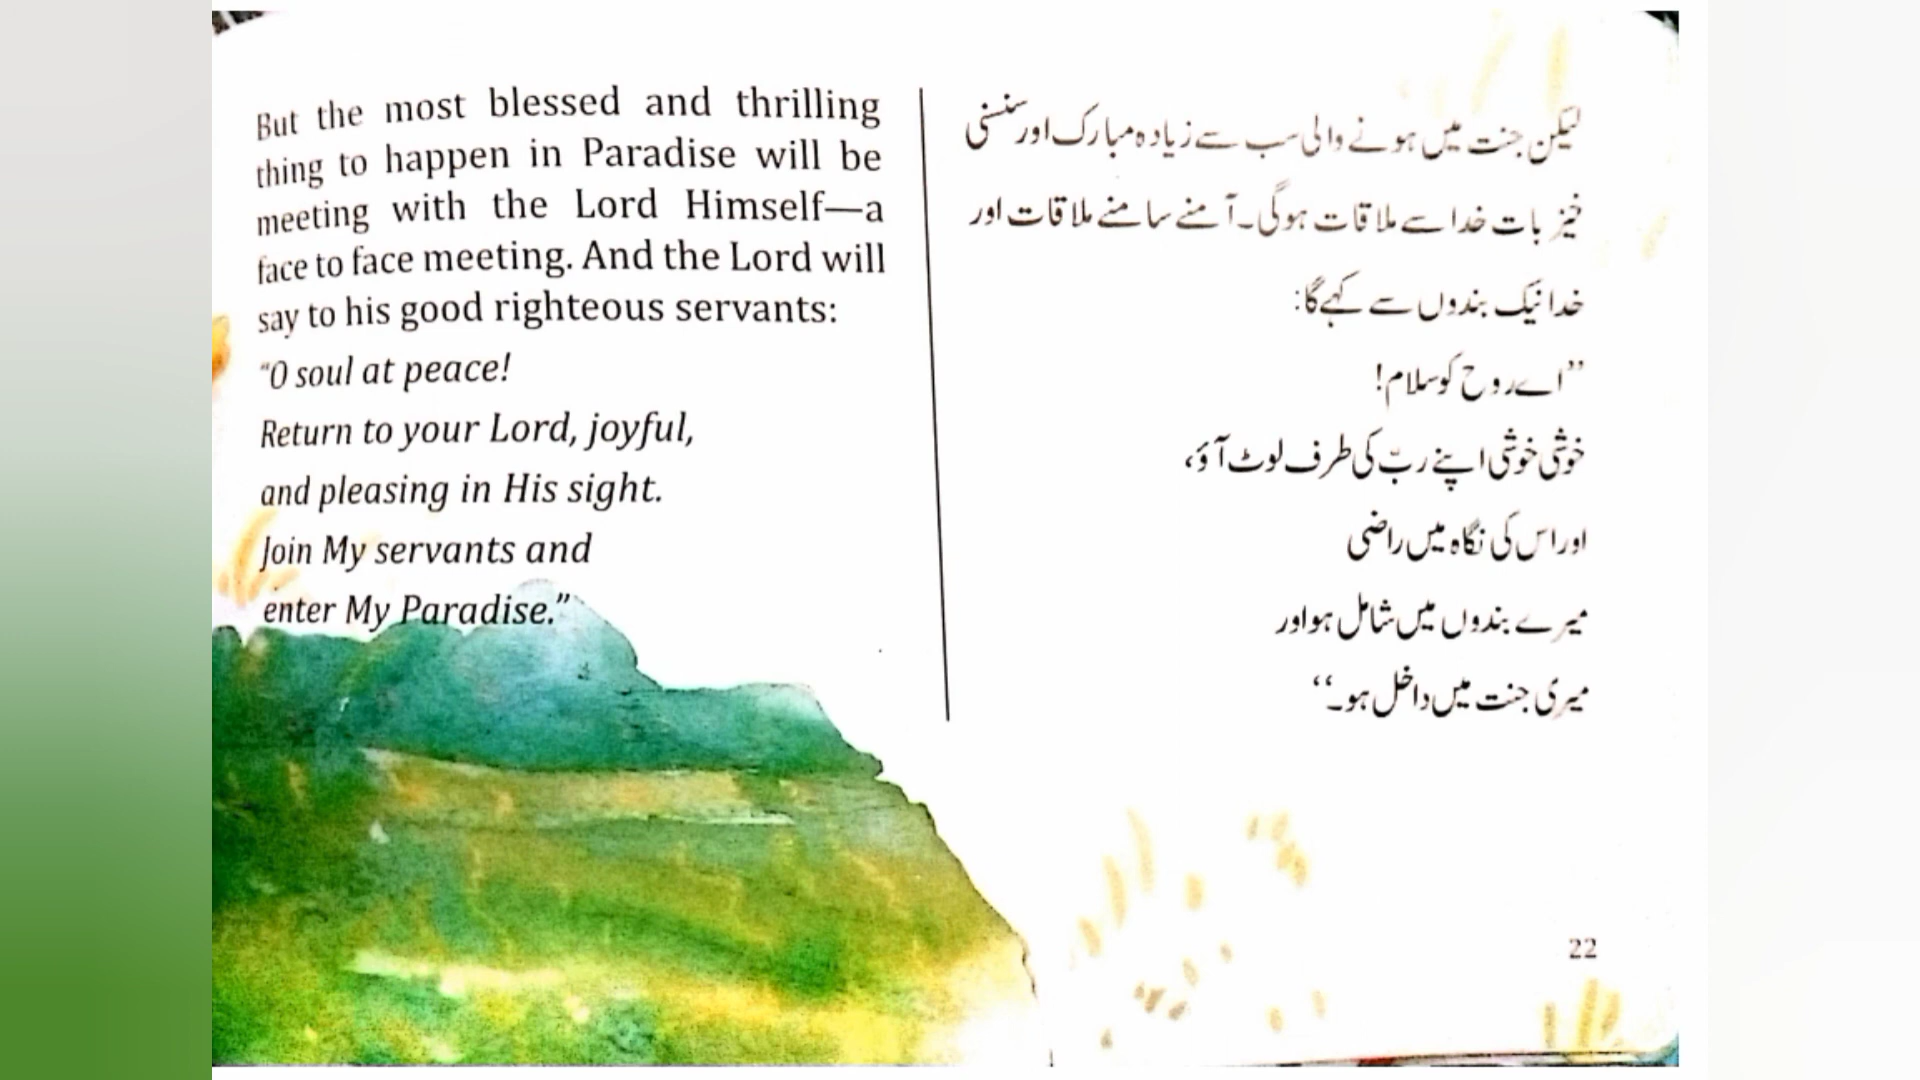 But the most blessed and thrilling
thing to happen in Paradise will be
meeting with the Lord Himself—a
face to face meeting. And the Lord will
say to his good righteous servants:
“O soul at peace!
Return to your Lord, joyful,
and pleasing in His sight.
Join My servants and
enter My Paradise.”
لیکن جنت میں ہونے والی سب سے زیادہ مبارک اور سنسنی
خیز بات خدا سے ملاقات ہوگی۔ آمنے سامنے ملاقات اور
خدا نیک بندوں سے کہے گا:
’’اے روح کو سلام!
خوشی خوشی اپنے ربّ کی طرف لوٹ آؤ،
اور اس کی نگاہ میں راضی
میرے بندوں میں شامل ہو اور
میری جنت میں داخل ہو۔‘‘
22